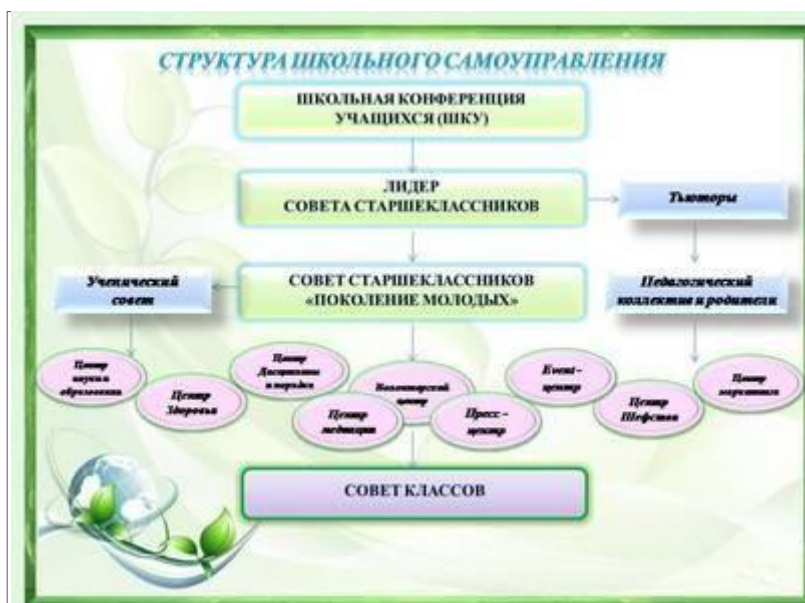 СТРУКТУРА ШКОЛЬНОГО САМОУПРАВЛЕНИЯ
ШКОЛЬНАЯ КОНФЕРЕНЦИЯ
УЧАЩИХСЯ (ШКУ)
ЛИДЕР
СОВЕТА СТАРШЕКЛАССНИКОВ
Тьюторы
Ученический
совет
СОВЕТ СТАРШЕКЛАССНИКОВ
«ПОКОЛЕНИЕ МОЛОДЫХ»
Педагогический
коллектив и родители
Центр
науки и
образования
Центр
Здоровья
Центр
Дисциплины
и порядка
Центр
медиации
Волонтерский
центр
Пресс –
центр
Event–
центр
Центр
Шефства
Центр
маркетинга
СОВЕТ КЛАССОВ